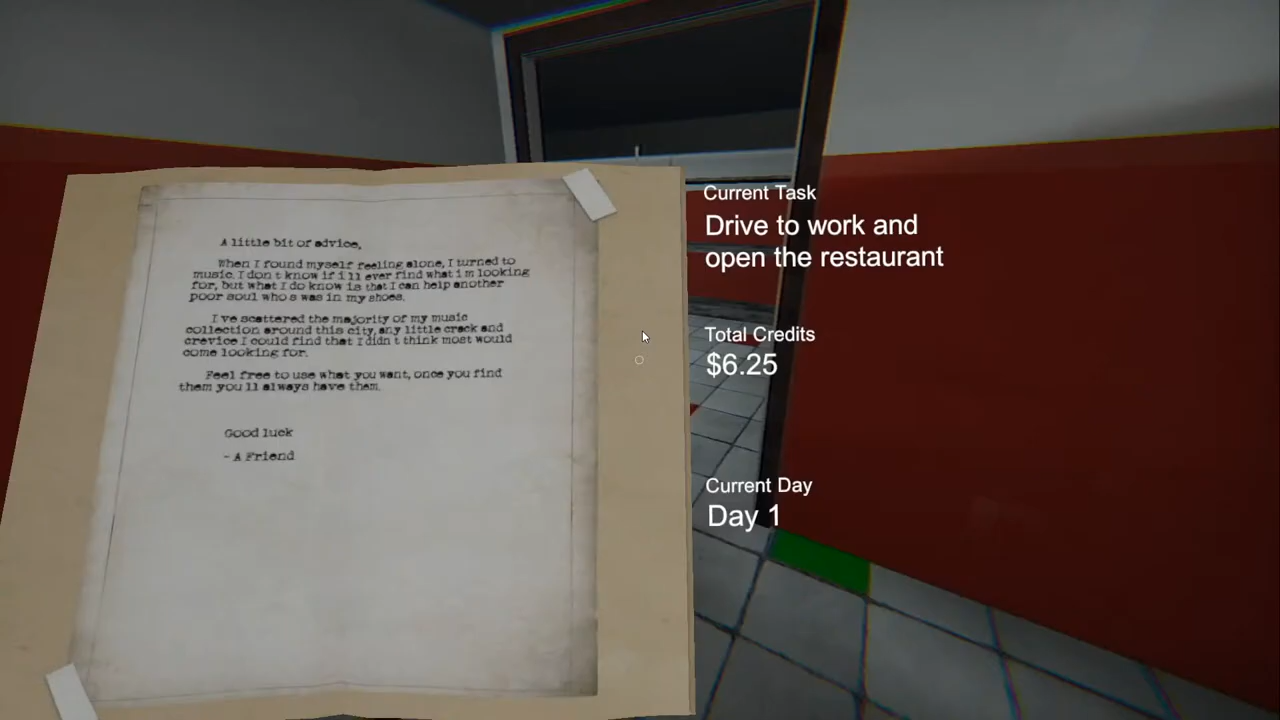 A little bit of advice,
When I found myself feeling alone, I turned to
music. I don t know if i ll ever find what i m looking
for, but what I do know is that I can help another
poor soul who s was in my shoes.
I ve scattered the majority of my music
collection around this city, any little crack and
crevice I could find that I didn t think most would
come looking for.
Feel free to use what you want, once you find
them you ll always have them.
Good luck
- A Friend
Current Task
Drive to work and
open the restaurant
Total Credits
$6.25
Current Day
Day 1